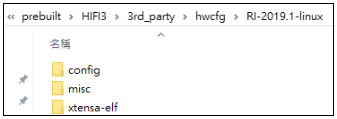 « prebuilt › HIFI3 › 3rd_party › hwcfg › RI-2019.1-linux
名稱
config
misc
xtensa-elf